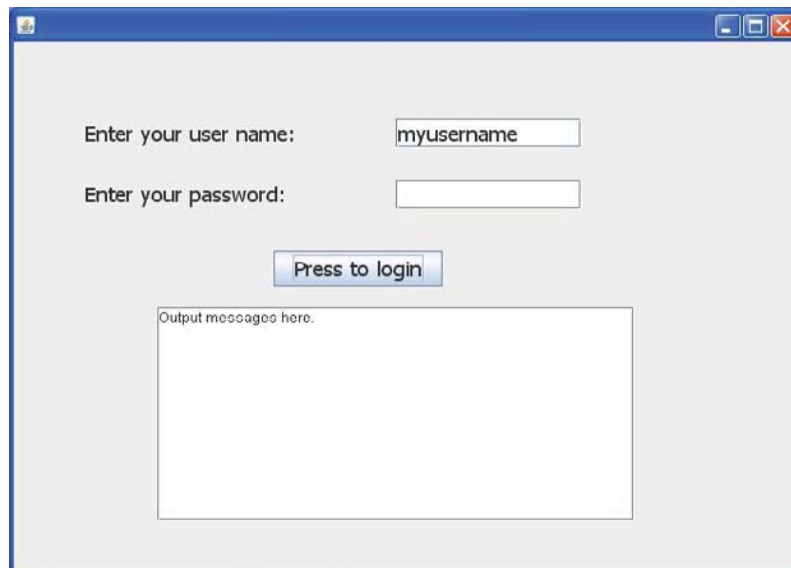 Enter your user name: myusername
Enter your password:
Press to login
Output messages here.